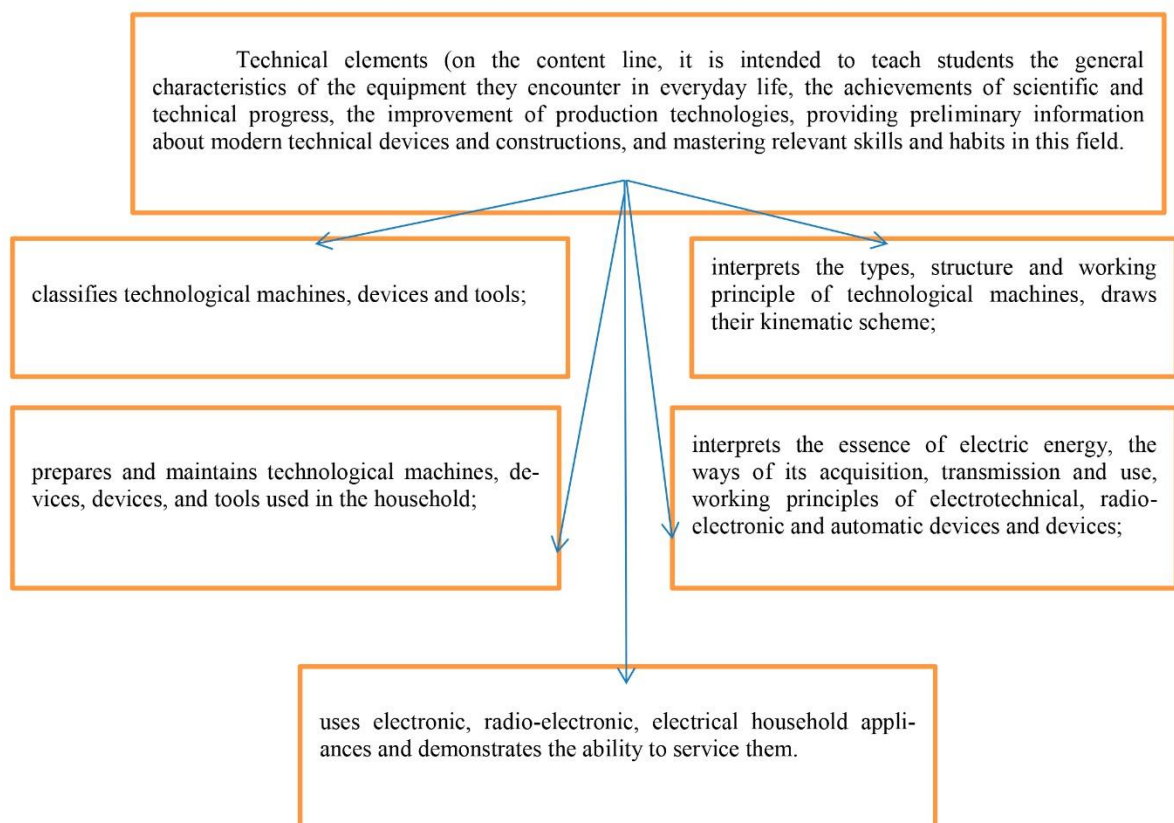 Technical elements (on the content line, it is intended to teach students the general
characteristics of the equipment they encounter in everyday life, the achievements of scientific and
technical progress, the improvement of production technologies, providing preliminary information
about modern technical devices and constructions, and mastering relevant skills and habits in this field.
classifies technological machines, devices and tools;
interprets the types, structure and working
principle of technological machines, draws
their kinematic scheme;
prepares and maintains technological machines, de-
vices, devices, and tools used in the household;
interprets the essence of electric energy, the
ways of its acquisition, transmission and use,
working principles of electrotechnical, radio-
electronic and automatic devices and devices;
uses electronic, radio-electronic, electrical household appli-
ances and demonstrates the ability to service them.